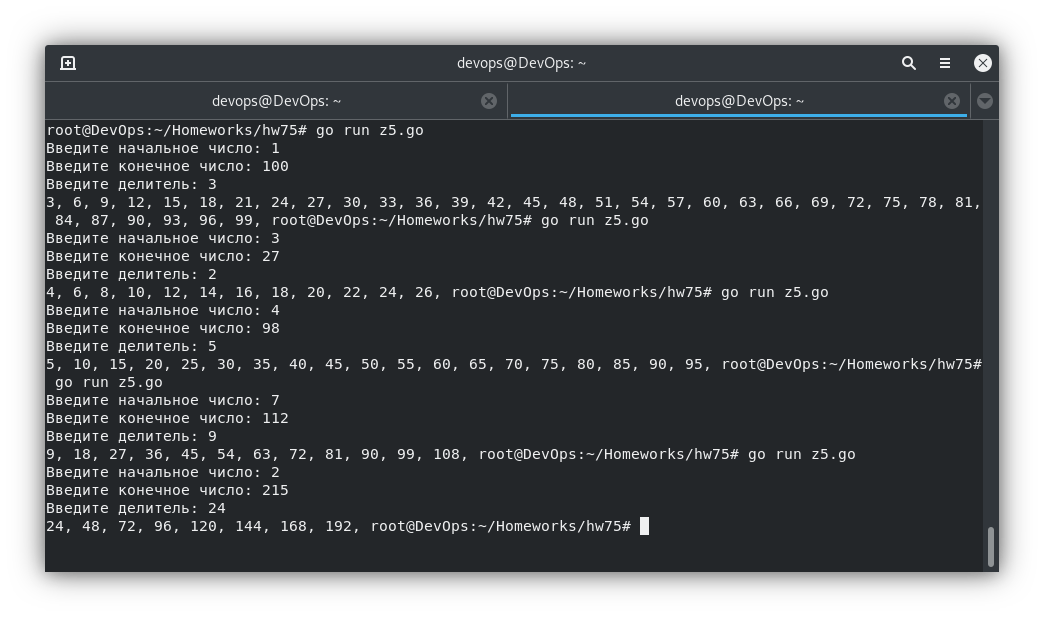 devops@DevOps: ~
devops@DevOps: ~
devops@DevOps: ~
root@DevOps:~/Homeworks/hw75# go run z5.go
Введите начальное число: 1
Введите конечное число: 100
Введите делитель: 3
3, 6, 9, 12, 15, 18, 21, 24, 27, 30, 33, 36, 39, 42, 45, 48, 51, 54, 57, 60, 63, 66, 69, 72, 75, 78, 81,
84, 87, 90, 93, 96, 99, root@DevOps:~/Homeworks/hw75# go run z5.go
Введите начальное число: 3
Введите конечное число: 27
Введите делитель: 2
4, 6, 8, 10, 12, 14, 16, 18, 20, 22, 24, 26, root@DevOps:~/Homeworks/hw75# go run z5.go
Введите начальное число: 4
Введите конечное число: 98
Введите делитель: 5
5, 10, 15, 20, 25, 30, 35, 40, 45, 50, 55, 60, 65, 70, 75, 80, 85, 90, 95, root@DevOps:~/Homeworks/hw75#
go run z5.go
Введите начальное число: 7
Введите конечное число: 112
Введите делитель: 9
9, 18, 27, 36, 45, 54, 63, 72, 81, 90, 99, 108, root@DevOps:~/Homeworks/hw75# go run z5.go
Введите начальное число: 2
Введите конечное число: 215
Введите делитель: 24
24, 48, 72, 96, 120, 144, 168, 192, root@DevOps:~/Homeworks/hw75#